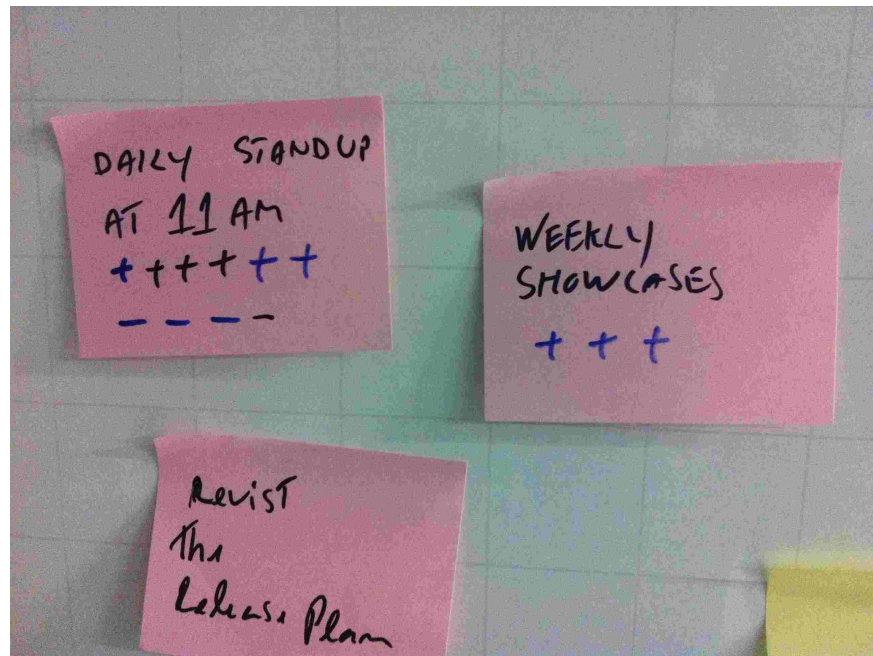 DAILY STANDUP
AT 11 AM
+ + + + + +
- - - -
WEEKLY
SHOWCASES
+ + +
Revist
The
Release Plan